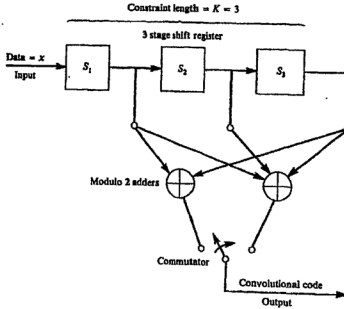 Constraint length = K = 3
3 stage shift register
Data = x
Input
S₁
S₂
S₃
Modulo 2 adders
Commutator
Convolutional code
Output